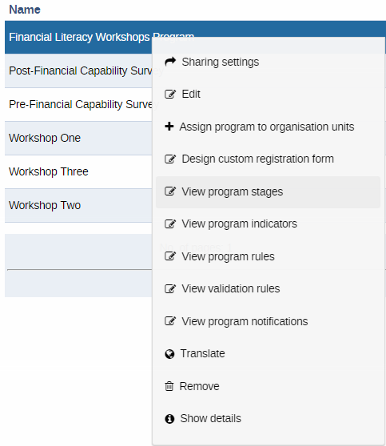 Name
Financial Literacy Workshops Program
Sharing settings
Post-Financial Capability Surv
Edit
Pre-Financial Capability Surve
Assign program to organisation units
Workshop One
Design custom registration form
Workshop Three
View program stages
Workshop Two
View program indicators
View program rules
View validation rules
View program notifications
Translate
Remove
Show details